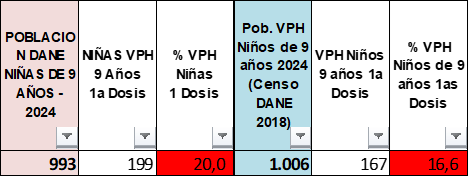 POBLACIO
N DANE
NIÑAS DE 9
AÑOS -
2024
NIÑAS VPH
9 Años
1a Dosis
% VPH
Niñas
1 Dosis
Pob. VPH
Niños de 9
años 2024
(Censo
DANE
2018)
VPH Niños
9 años 1a
Dosis
% VPH
Niños de 9
años 1as
Dosis
993
199
20,0
1.006
167
16,6